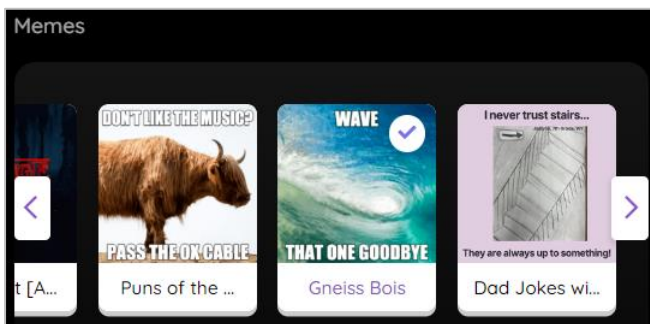 Memes
DON'T LIKE THE MUSIC?
PASS THE OX CABLE
WAVE
THAT ONE GOODBYE
I never trust stairs...
They are always up to something!
t [A...
Puns of the ...
Gneiss Bois
Dad Jokes wi...